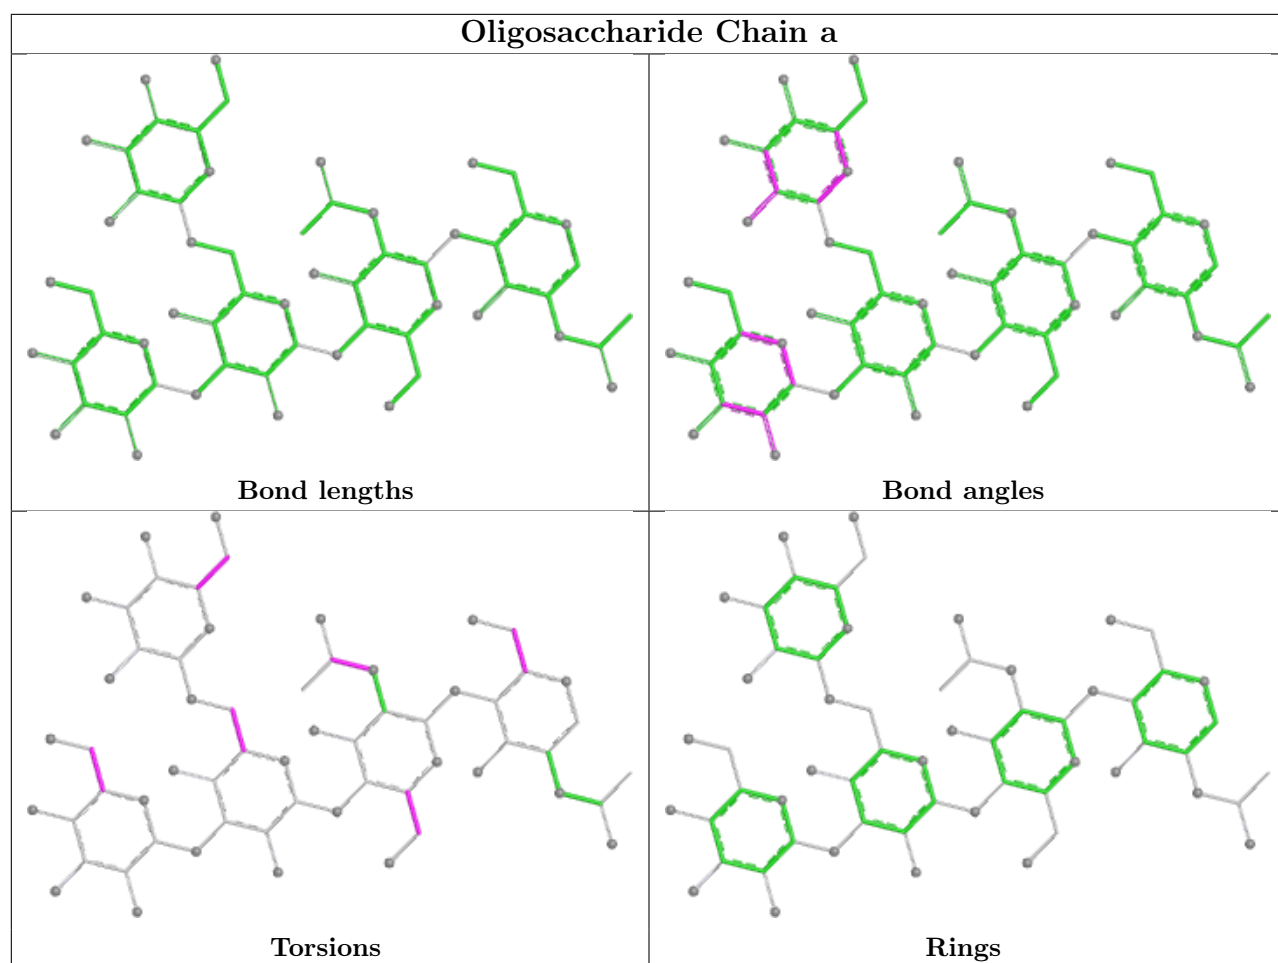 Oligosaccharide Chain a
Bond lengths
Bond angles
Torsions
Rings